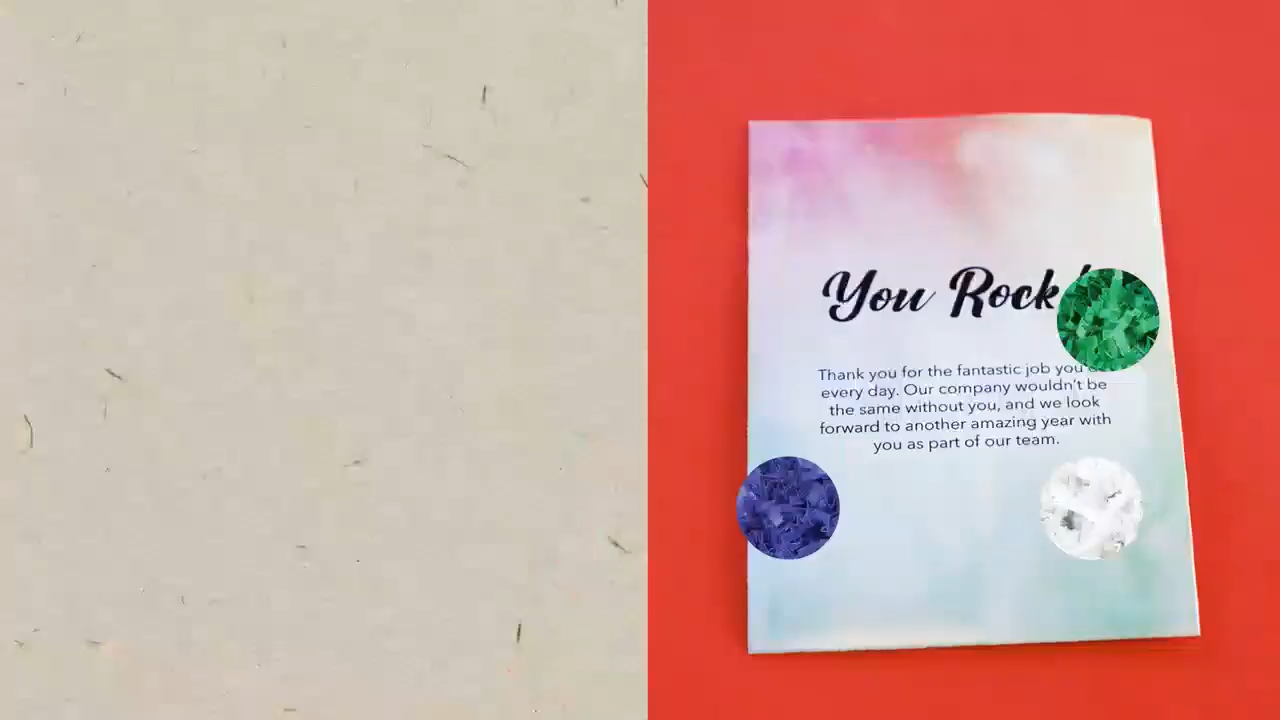 You Rock!
Thank you for the fantastic job you
every day. Our company wouldn't be
the same without you, and we look
forward to another amazing year with
you as part of our team.